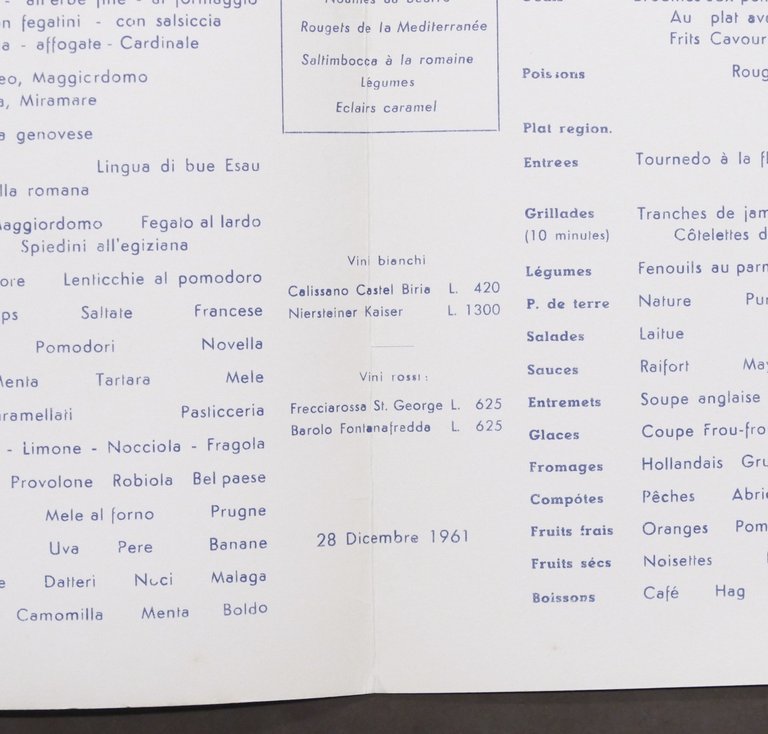 all'erbe fine - al formaggio
fegatini - con salsiccia
- affogate - Cardinale
Maggiordomo
Miramare
genovese
Lingua di bue Esau
romana
Fegato al lardo
Spiedini all'egiziana
Lenticchie al pomodoro
Saltate Francese
Pomodori Novella
Tartara Mele
Pasticceria
- Limone - Nocciola - Fragola
Provolone Robiola Bel paese
Mele al forno Prugne
Uva Pere Banane
Datteri Noci Malaga
Camomilla Menta Boldo
Rougets de la Mediterranée
Saltimbocca à la romaine
Légumes
Eclairs caramel
Vini bianchi
Calissano Castel Biria L. 420
Niersteiner Kaiser L. 1300
Vini rossi :
Frecciarossa St. George L. 625
Barolo Fontanafredda L. 625
28 Dicembre 1961
Au plat
Frits Cavour
Poissons
Plat region.
Entrees Tournedo à la
Grillades Tranches de
(10 minutes) Côtelettes
Légumes Fenouils au
P. de terre Nature
Salades Laitue
Sauces Raifort
Entremets Soupe anglaise
Glaces Coupe
Fromages Hollandais
Compótes Pêches
Fruits frais Oranges
Fruits sécs Noisettes
Boissons Café Hag